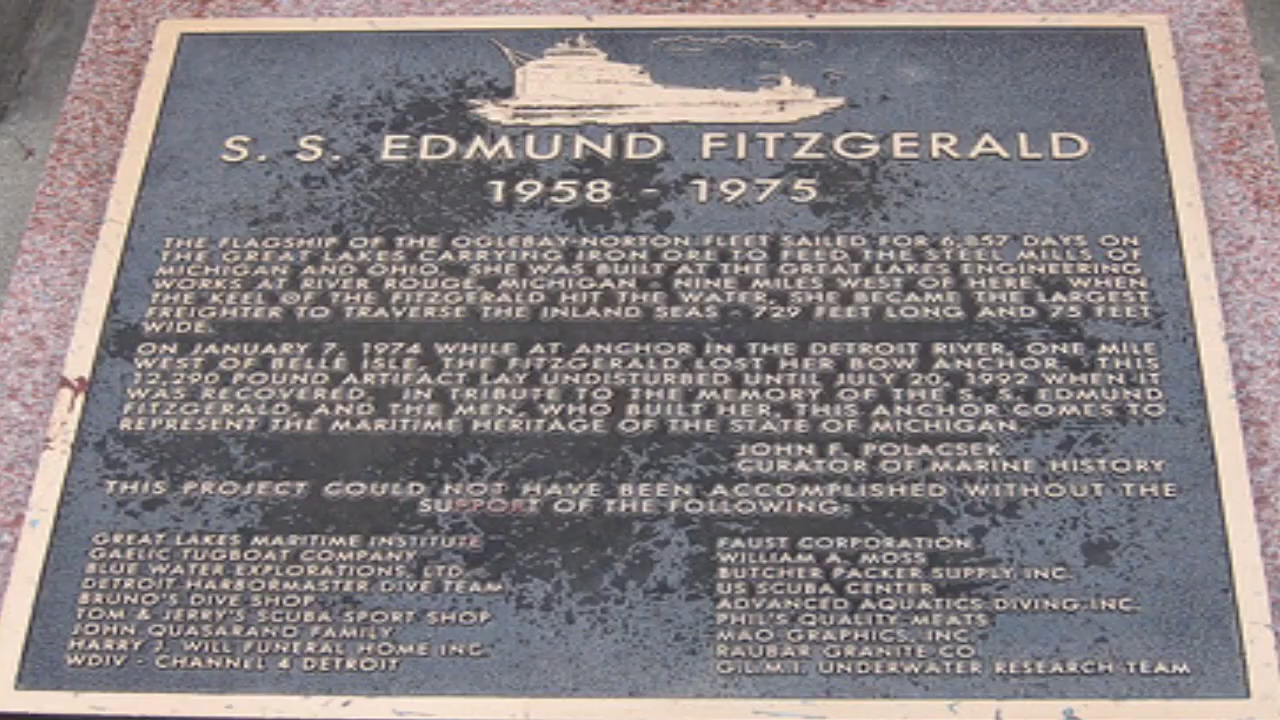 S. S. EDMUND FITZGERALD
1958 - 1975
THE FLAGSHIP OF THE OGLEBAY-NORTON FLEET SAILED FOR 6,857 DAYS ON
THE GREAT LAKES CARRYING IRON ORE TO FEED THE STEEL MILLS OF
MICHIGAN AND OHIO. SHE WAS BUILT AT THE GREAT LAKES ENGINEERING
WORKS AT RIVER ROUGE, MICHIGAN - NINE MILES WEST OF HERE. WHEN
THE KEEL OF THE FITZGERALD HIT THE WATER, SHE BECAME THE LARGEST
FREIGHTER TO TRAVERSE THE INLAND SEAS - 729 FEET LONG AND 75 FEET
WIDE.
ON JANUARY 7, 1974 WHILE AT ANCHOR IN THE DETROIT RIVER, ONE MILE
WEST OF BELLE ISLE, THE FITZGERALD LOST HER BOW ANCHOR. THIS
12,290 POUND ARTIFACT LAY UNDISTURBED UNTIL JULY 20, 1992 WHEN IT
WAS RECOVERED. IN TRIBUTE TO THE MEMORY OF THE S. S. EDMUND
FITZGERALD, AND THE MEN, WHO BUILT HER, THIS ANCHOR COMES TO
REPRESENT THE MARITIME HERITAGE OF THE STATE OF MICHIGAN.
JOHN F. POLACSEK
CURATOR OF MARINE HISTORY
THIS PROJECT COULD NOT HAVE BEEN ACCOMPLISHED WITHOUT THE
SUPPORT OF THE FOLLOWING:
GREAT LAKES MARITIME INSTITUTE
GAELIC TUGBOAT COMPANY
BLUE WATER EXPLORATIONS, LTD.
DETROIT HARBORMASTER DIVE TEAM
BRUNO'S DIVE SHOP
TOM & JERRY'S SCUBA SPORT SHOP
JOHN QUASARAND FAMILY
HARRY J. WILL FUNERAL HOME INC.
WDIV - CHANNEL 4 DETROIT
FAUST CORPORATION
WILLIAM A. MOSS
BUTCHER PACKER SUPPLY INC.
US SCUBA CENTER
ADVANCED AQUATICS DIVING INC.
PHIL'S QUALITY MEATS
MAO GRAPHICS, INC.
RAUBAR GRANITE CO
G.I.L.M.I. UNDERWATER RESEARCH TEAM